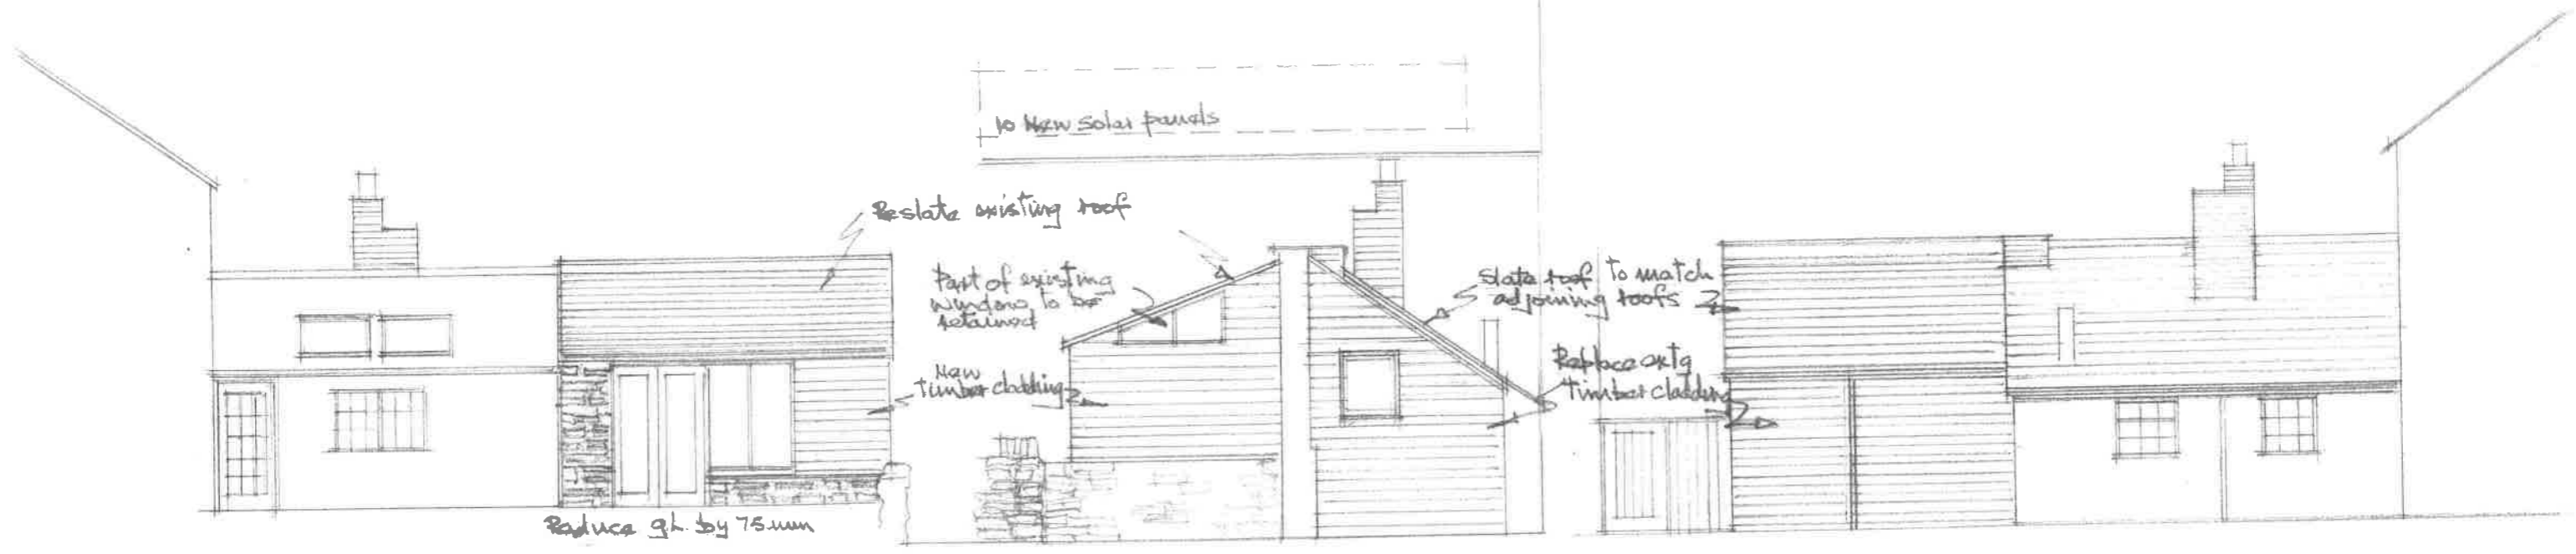 10 New solar panels
Reslate existing roof
Part of existing
window to be
retained
New
timber cladding
Slate roof to match
adjoining roofs
Replace extg
timber cladding
Reduce g.L. by 75mm